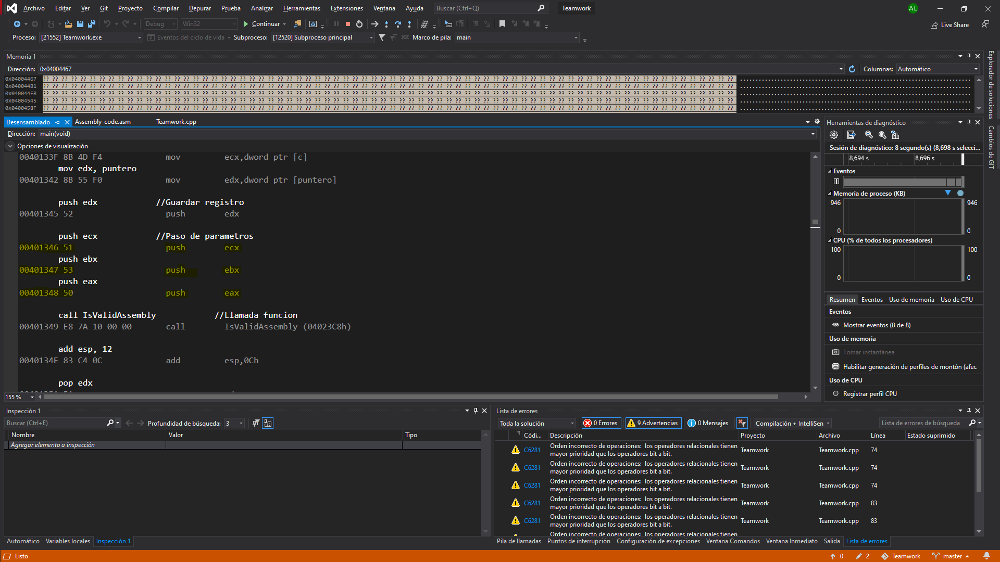 Archivo Editar Ver Git Proyecto Compilar Depurar Prueba Analizar Herramientas Extensiones Ventana Ayuda Buscar (Ctrl+Q) Teamwork AL
Debug Win32 Continuar Live Share
Proceso: [21552] Teamwork.exe Eventos del ciclo de vida Subproceso: [12520] Subproceso principal Marco de pila: main
Memoria 1
Dirección: 0x04004467 Columnas: Automático
0x04004467
0x040044B1
0x040044FB
0x04004545
0x0400458F
Explorador de soluciones
Cambios de GIT
Desensamblado Assembly-code.asm Teamwork.cpp
Dirección: main(void)
Opciones de visualización
0040133F 8B 4D F4 mov ecx,dword ptr [c]
mov edx, puntero
00401342 8B 55 F0 mov edx,dword ptr [puntero]
push edx //Guardar registro
00401345 52 push edx
push ecx //Paso de parametros
00401346 51 push ecx
push ebx
00401347 53 push ebx
push eax
00401348 50 push eax
call IsValidAssembly //Llamada funcion
00401349 E8 7A 10 00 00 call IsValidAssembly (04023C8h)
add esp, 12
0040134E 83 C4 0C add esp,0Ch
pop edx
155 %
Herramientas de diagnóstico
Sesión de diagnóstico: 8 segundo(s) (8,698 s selecci...
8,694 s 8,696 s
Eventos
Memoria de proceso (KB)
946 946
0 0
CPU (% de todos los procesadores)
100 100
0 0
Resumen Eventos Uso de memoria Uso de CPU
Eventos
Mostrar eventos (8 de 8)
Uso de memoria
Tomar instantánea
Habilitar generación de perfiles de montón (afec
Uso de CPU
Registrar perfil CPU
Inspección 1
Buscar (Ctrl+E) Profundidad de búsqueda: 3
Nombre Valor Tipo
Agregar elemento a inspección
Automático Variables locales Inspección 1
Lista de errores
Toda la solución 0 Errores 9 Advertencias 0 Mensajes Compilación + IntelliSen Lista de errores de búsqueda
Códi... Descripción Proyecto Archivo Línea Estado suprimido
C6281 Orden incorrecto de operaciones: los operadores relacionales tienen Teamwork Teamwork.cpp 74
mayor prioridad que los operadores bit a bit.
C6281 Orden incorrecto de operaciones: los operadores relacionales tienen Teamwork Teamwork.cpp 74
mayor prioridad que los operadores bit a bit.
C6281 Orden incorrecto de operaciones: los operadores relacionales tienen Teamwork Teamwork.cpp 74
mayor prioridad que los operadores bit a bit.
C6281 Orden incorrecto de operaciones: los operadores relacionales tienen Teamwork Teamwork.cpp 83
mayor prioridad que los operadores bit a bit.
C6281 Orden incorrecto de operaciones: los operadores relacionales tienen Teamwork Teamwork.cpp 83
mayor prioridad que los operadores bit a bit.
Orden incorrecto de operaciones: los operadores relacionales tienen
Pila de llamadas Puntos de interrupción Configuración de excepciones Ventana Comandos Ventana Inmediato Salida Lista de errores
Listo 0 2 Teamwork master